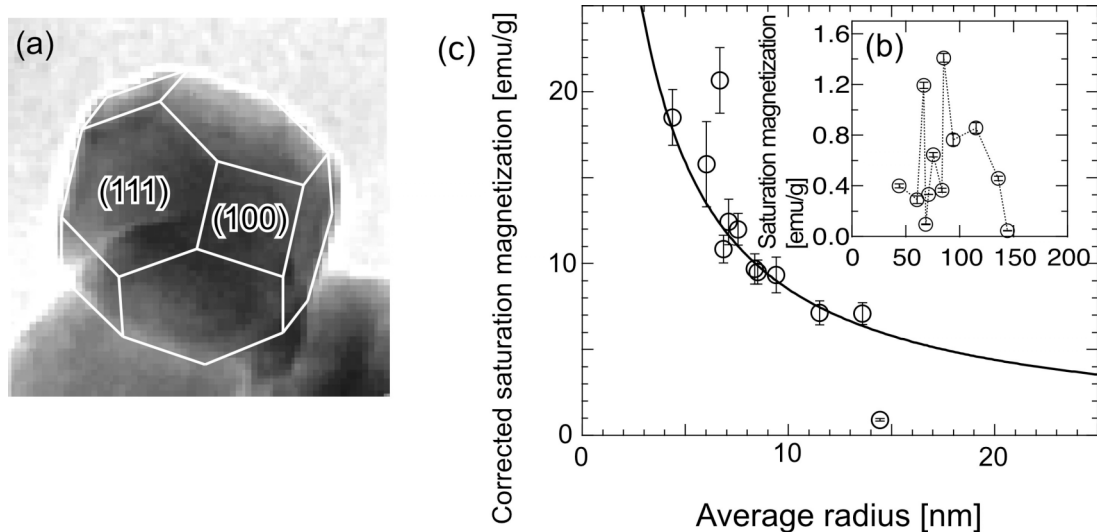 (a)
(111)
(100)
(c)
Corrected saturation magnetization [emu/g]
20
10
0
0
10
20
Average radius [nm]
(b)
Saturation magnetization
[emu/g]
1.6
1.2
0.8
0.4
0.0
0
50
100
150
200